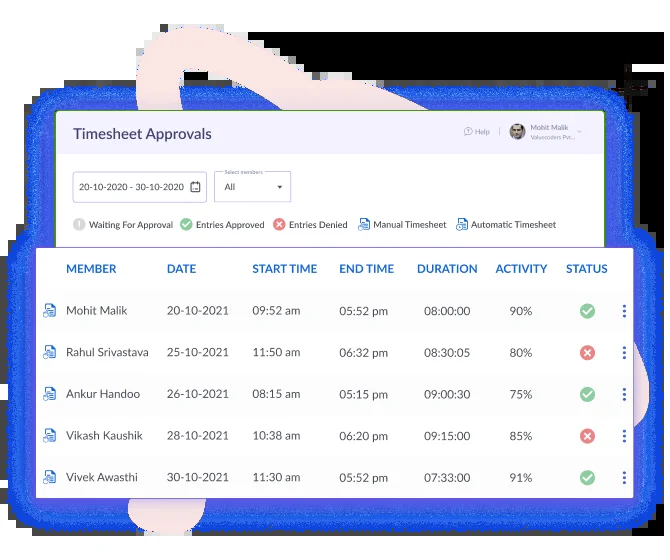 Timesheet Approvals
Help
Mohit Malik
Valuecoders Pvt...
Select members
20-10-2020 - 30-10-2020
All
Waiting For Approval Entries Approved Entries Denied Manual Timesheet Automatic Timesheet
MEMBER DATE START TIME END TIME DURATION ACTIVITY STATUS
Mohit Malik 20-10-2021 09:52 am 05:52 pm 08:00:00 90%
Rahul Srivastava 25-10-2021 11:50 am 06:32 pm 08:30:05 80%
Ankur Handoo 26-10-2021 08:15 am 05:15 pm 09:00:30 75%
Vikash Kaushik 28-10-2021 10:38 am 06:20 pm 09:15:00 85%
Vivek Awasthi 30-10-2021 11:30 am 05:52 pm 07:33:00 91%